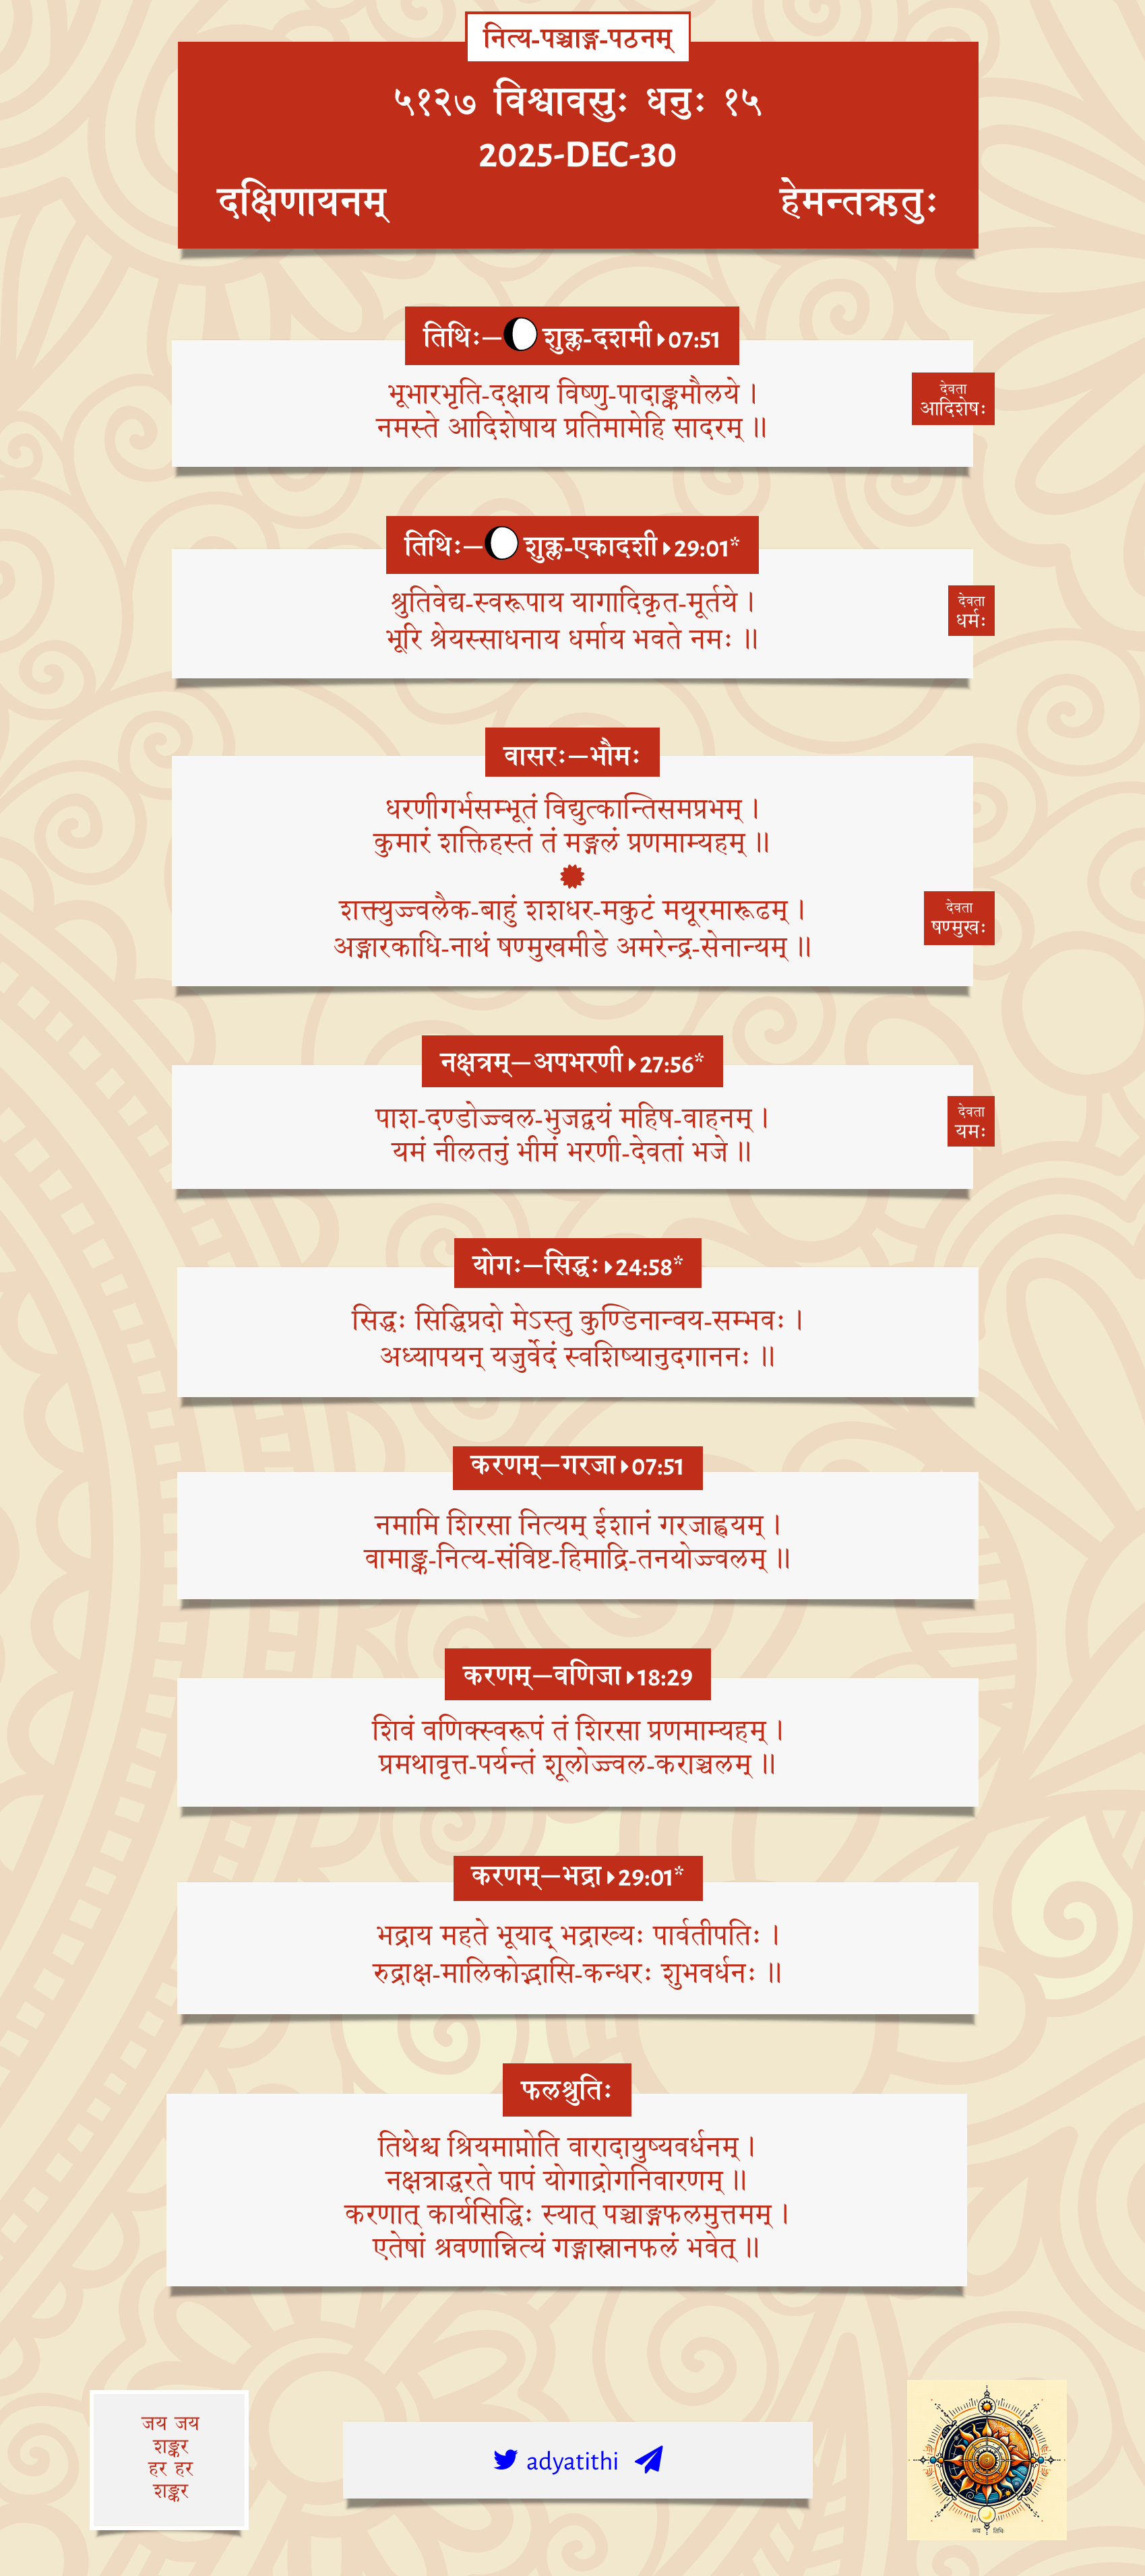 नित्य-पञ्चाङ्ग-पठनम्
५१२७ विश्वावसुः धनुः १५
2025-DEC-30
दक्षिणायनम् हेमन्तऋतुः
तिथिः—शुक्ल-दशमी 07:51
देवता
आदिशेषः
भूभारभृति-दक्षाय विष्णु-पादाङ्कमौलये ।
नमस्ते आदिशेषाय प्रतिमामेहि सादरम् ॥
तिथिः—शुक्ल-एकादशी 29:01*
देवता
धर्मः
श्रुतिवेद्य-स्वरूपाय यागादिकृत-मूर्तये ।
भूरि श्रेयस्साधनाय धर्माय भवते नमः ॥
वासरः—भौमः
धरणीगर्भसम्भूतं विद्युत्कान्तिसमप्रभम् ।
कुमारं शक्तिहस्तं तं मङ्गलं प्रणमाम्यहम् ॥
देवता
षण्मुखः
शक्त्युज्ज्वलैक-बाहुं शशधर-मकुटं मयूरमारूढम् ।
अङ्गारकाधि-नाथं षण्मुखमीडे अमरेन्द्र-सेनान्यम् ॥
नक्षत्रम्—अपभरणी 27:56*
देवता
यमः
पाश-दण्डोज्ज्वल-भुजद्वयं महिष-वाहनम् ।
यमं नीलतनुं भीमं भरणी-देवतां भजे ॥
योगः—सिद्धः 24:58*
सिद्धः सिद्धिप्रदो मेऽस्तु कुण्डिनान्वय-सम्भवः ।
अध्यापयन् यजुर्वेदं स्वशिष्यानुदगाननः ॥
करणम्—गरजा 07:51
नमामि शिरसा नित्यम् ईशानं गरजाह्वयम् ।
वामाङ्क-नित्य-संविष्ट-हिमाद्रि-तनयोज्ज्वलम् ॥
करणम्—वणिजा 18:29
शिवं वणिक्स्वरूपं तं शिरसा प्रणमाम्यहम् ।
प्रमथावृत्त-पर्यन्तं शूलोज्ज्वल-कराञ्चलम् ॥
करणम्—भद्रा 29:01*
भद्राय महते भूयाद् भद्राख्यः पार्वतीपतिः ।
रुद्राक्ष-मालिकोद्भासि-कन्धरः शुभवर्धनः ॥
फलश्रुतिः
तिथेश्च श्रियमाप्नोति वारादायुष्यवर्धनम् ।
नक्षत्राद्धरते पापं योगाद्रोगनिवारणम् ॥
करणात् कार्यसिद्धिः स्यात् पञ्चाङ्गफलमुत्तमम् ।
एतेषां श्रवणान्नित्यं गङ्गास्नानफलं भवेत् ॥
जय जय
शङ्कर
हर हर
शङ्कर
adyatithi